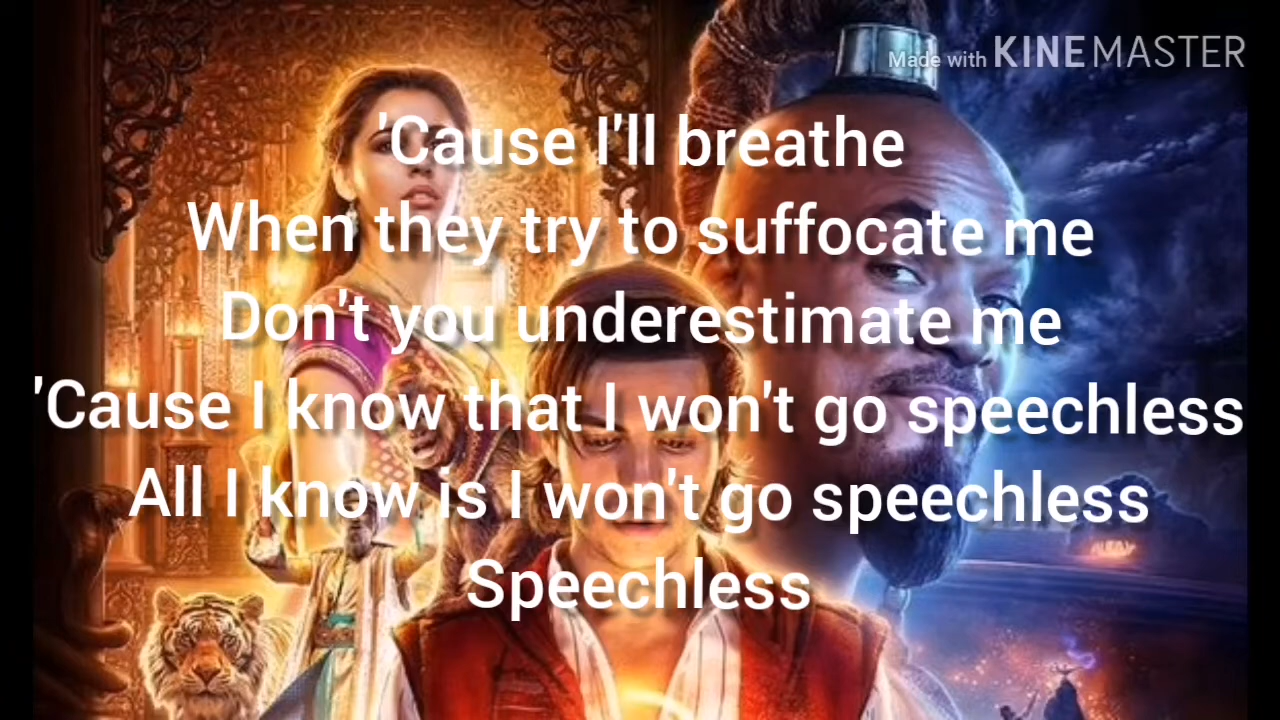 Made with KINEMASTER
'Cause I'll breathe
When they try to suffocate me
Don't you underestimate me
'Cause I know that I won't go speechless
All I know is I won't go speechless
Speechless